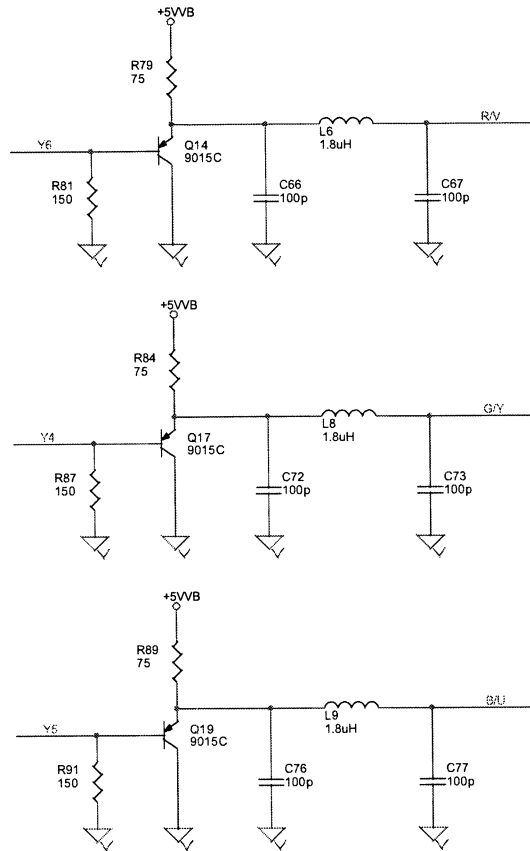 +5VVB
R79
75
R/V
L6
1.8uH
Y6
Q14
9015C
R81
150
C66
100p
C67
100p
+5VVB
R84
75
G/Y
L8
1.8uH
Y4
Q17
9015C
R87
150
C72
100p
C73
100p
+5VVB
R89
75
B/U
L9
1.8uH
Y5
Q19
9015C
R91
150
C76
100p
C77
100p